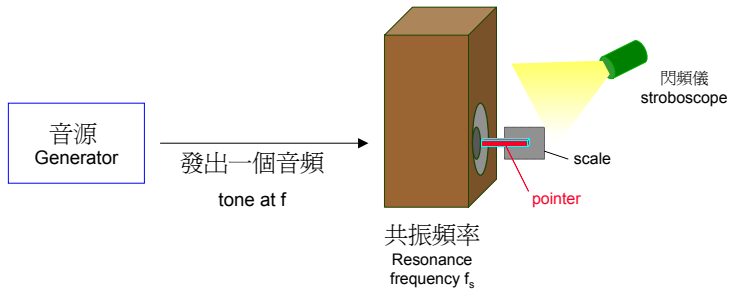 音源
Generator
發出一個音頻
tone at f
共振頻率
Resonance
frequency fs
閃頻儀
stroboscope
scale
pointer